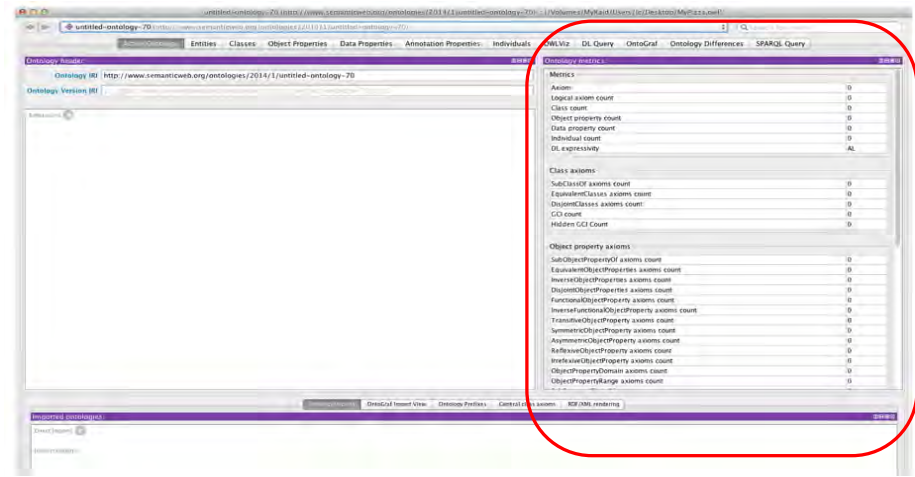 untitled-ontology-70
Entities Classes Object Properties Data Properties Annotation Properties Individuals OWLViz DL Query OntoGraf Ontology Differences SPARQL Query
Ontology header:
Ontology IRI http://www.semanticweb.org/ontologies/2014/1/untitled-ontology-70
Ontology Version IRI
Ontology metrics:
Metrics
Axiom 0
Logical axiom count 0
Class count 0
Object property count 0
Data property count 0
Individual count 0
DL expressivity AL
Class axioms
SubClassOf axioms count 0
EquivalentClasses axioms count 0
DisjointClasses axioms count 0
GCI count 0
Hidden GCI Count 0
Object property axioms
SubObjectPropertyOf axioms count 0
EquivalentObjectProperties axioms count 0
InverseObjectProperties axioms count 0
DisjointObjectProperties axioms count 0
FunctionalObjectProperty axioms count 0
InverseFunctionalObjectProperty axioms count 0
TransitiveObjectProperty axioms count 0
SymmetricObjectProperty axioms count 0
AsymmetricObjectProperty axioms count 0
ReflexiveObjectProperty axioms count 0
IrrefexiveObjectProperty axioms count 0
ObjectPropertyDomain axioms count 0
ObjectPropertyRange axioms count 0
OntoGraf Import View Ontology Prefixes General class axioms RDF/XML rendering
Imported ontologies: